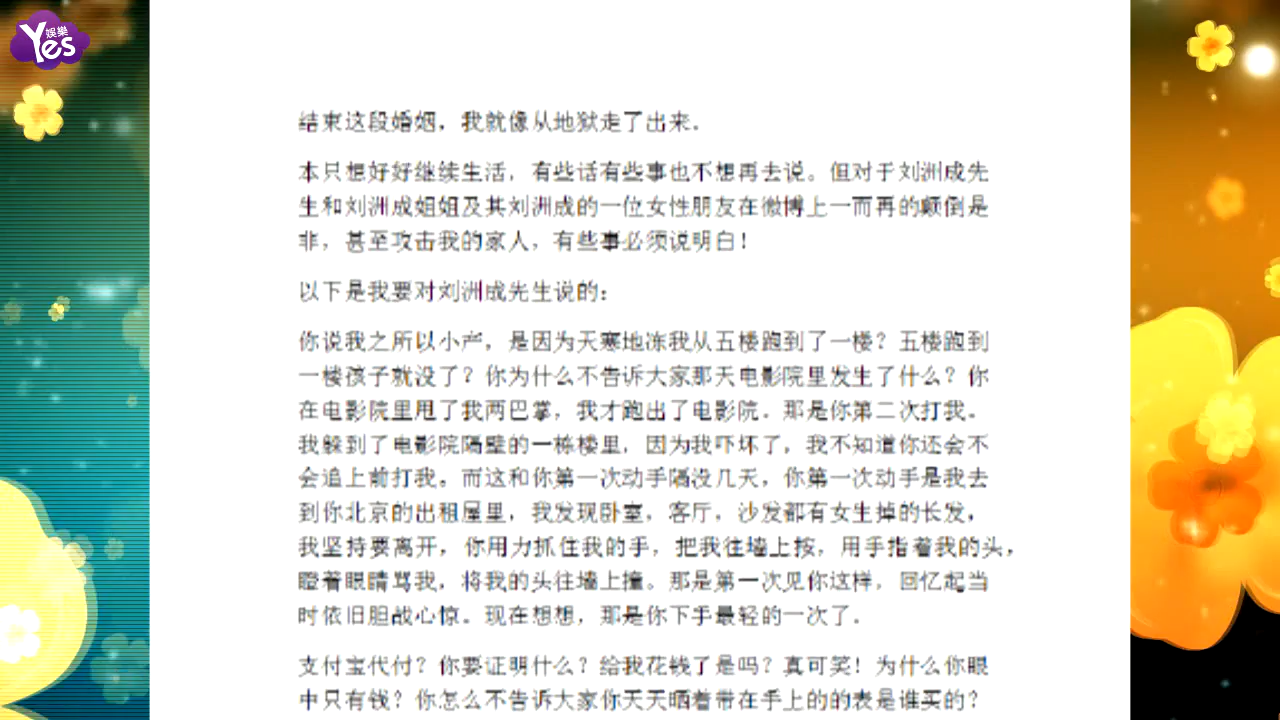 Yes娱樂
结束这段婚姻，我就像从地狱走了出来.
本只想好好继续生活，有些话有些事也不想再去说。但对于刘洲成先
生和刘洲成姐姐及其刘洲成的一位女性朋友在微博上一而再的颠倒是
非，甚至攻击我的家人，有些事必须说明白！
以下是我要对刘洲成先生说的：
你说我之所以小产，是因为天寒地冻我从五楼跑到了一楼？五楼跑到
一楼孩子就没了？你为什么不告诉大家那天电影院里发生了什么？你
在电影院里甩了我两巴掌，我才跑出了电影院．那是你第二次打我。
我躲到了电影院隔壁的一栋楼里，因为我吓坏了，我不知道你还会不
会追上前打我。而这和你第一次动手隔没几天，你第一次动手是我去
到你北京的出租屋里，我发现卧室，客厅，沙发都有女生掉的长发，
我坚持要离开，你用力抓住我的手，把我往墙上按，用手指着我的头，
瞪着眼睛骂我，将我的头往墙上撞。那是第一次见你这样，回忆起当
时依旧胆战心惊。现在想想，那是你下手最轻的一次了．
支付宝代付？你要证明什么？给我花钱了是吗？真可笑！为什么你眼
中只有钱？你怎么不告诉大家你天天晒着带在手上的的表是谁买的？